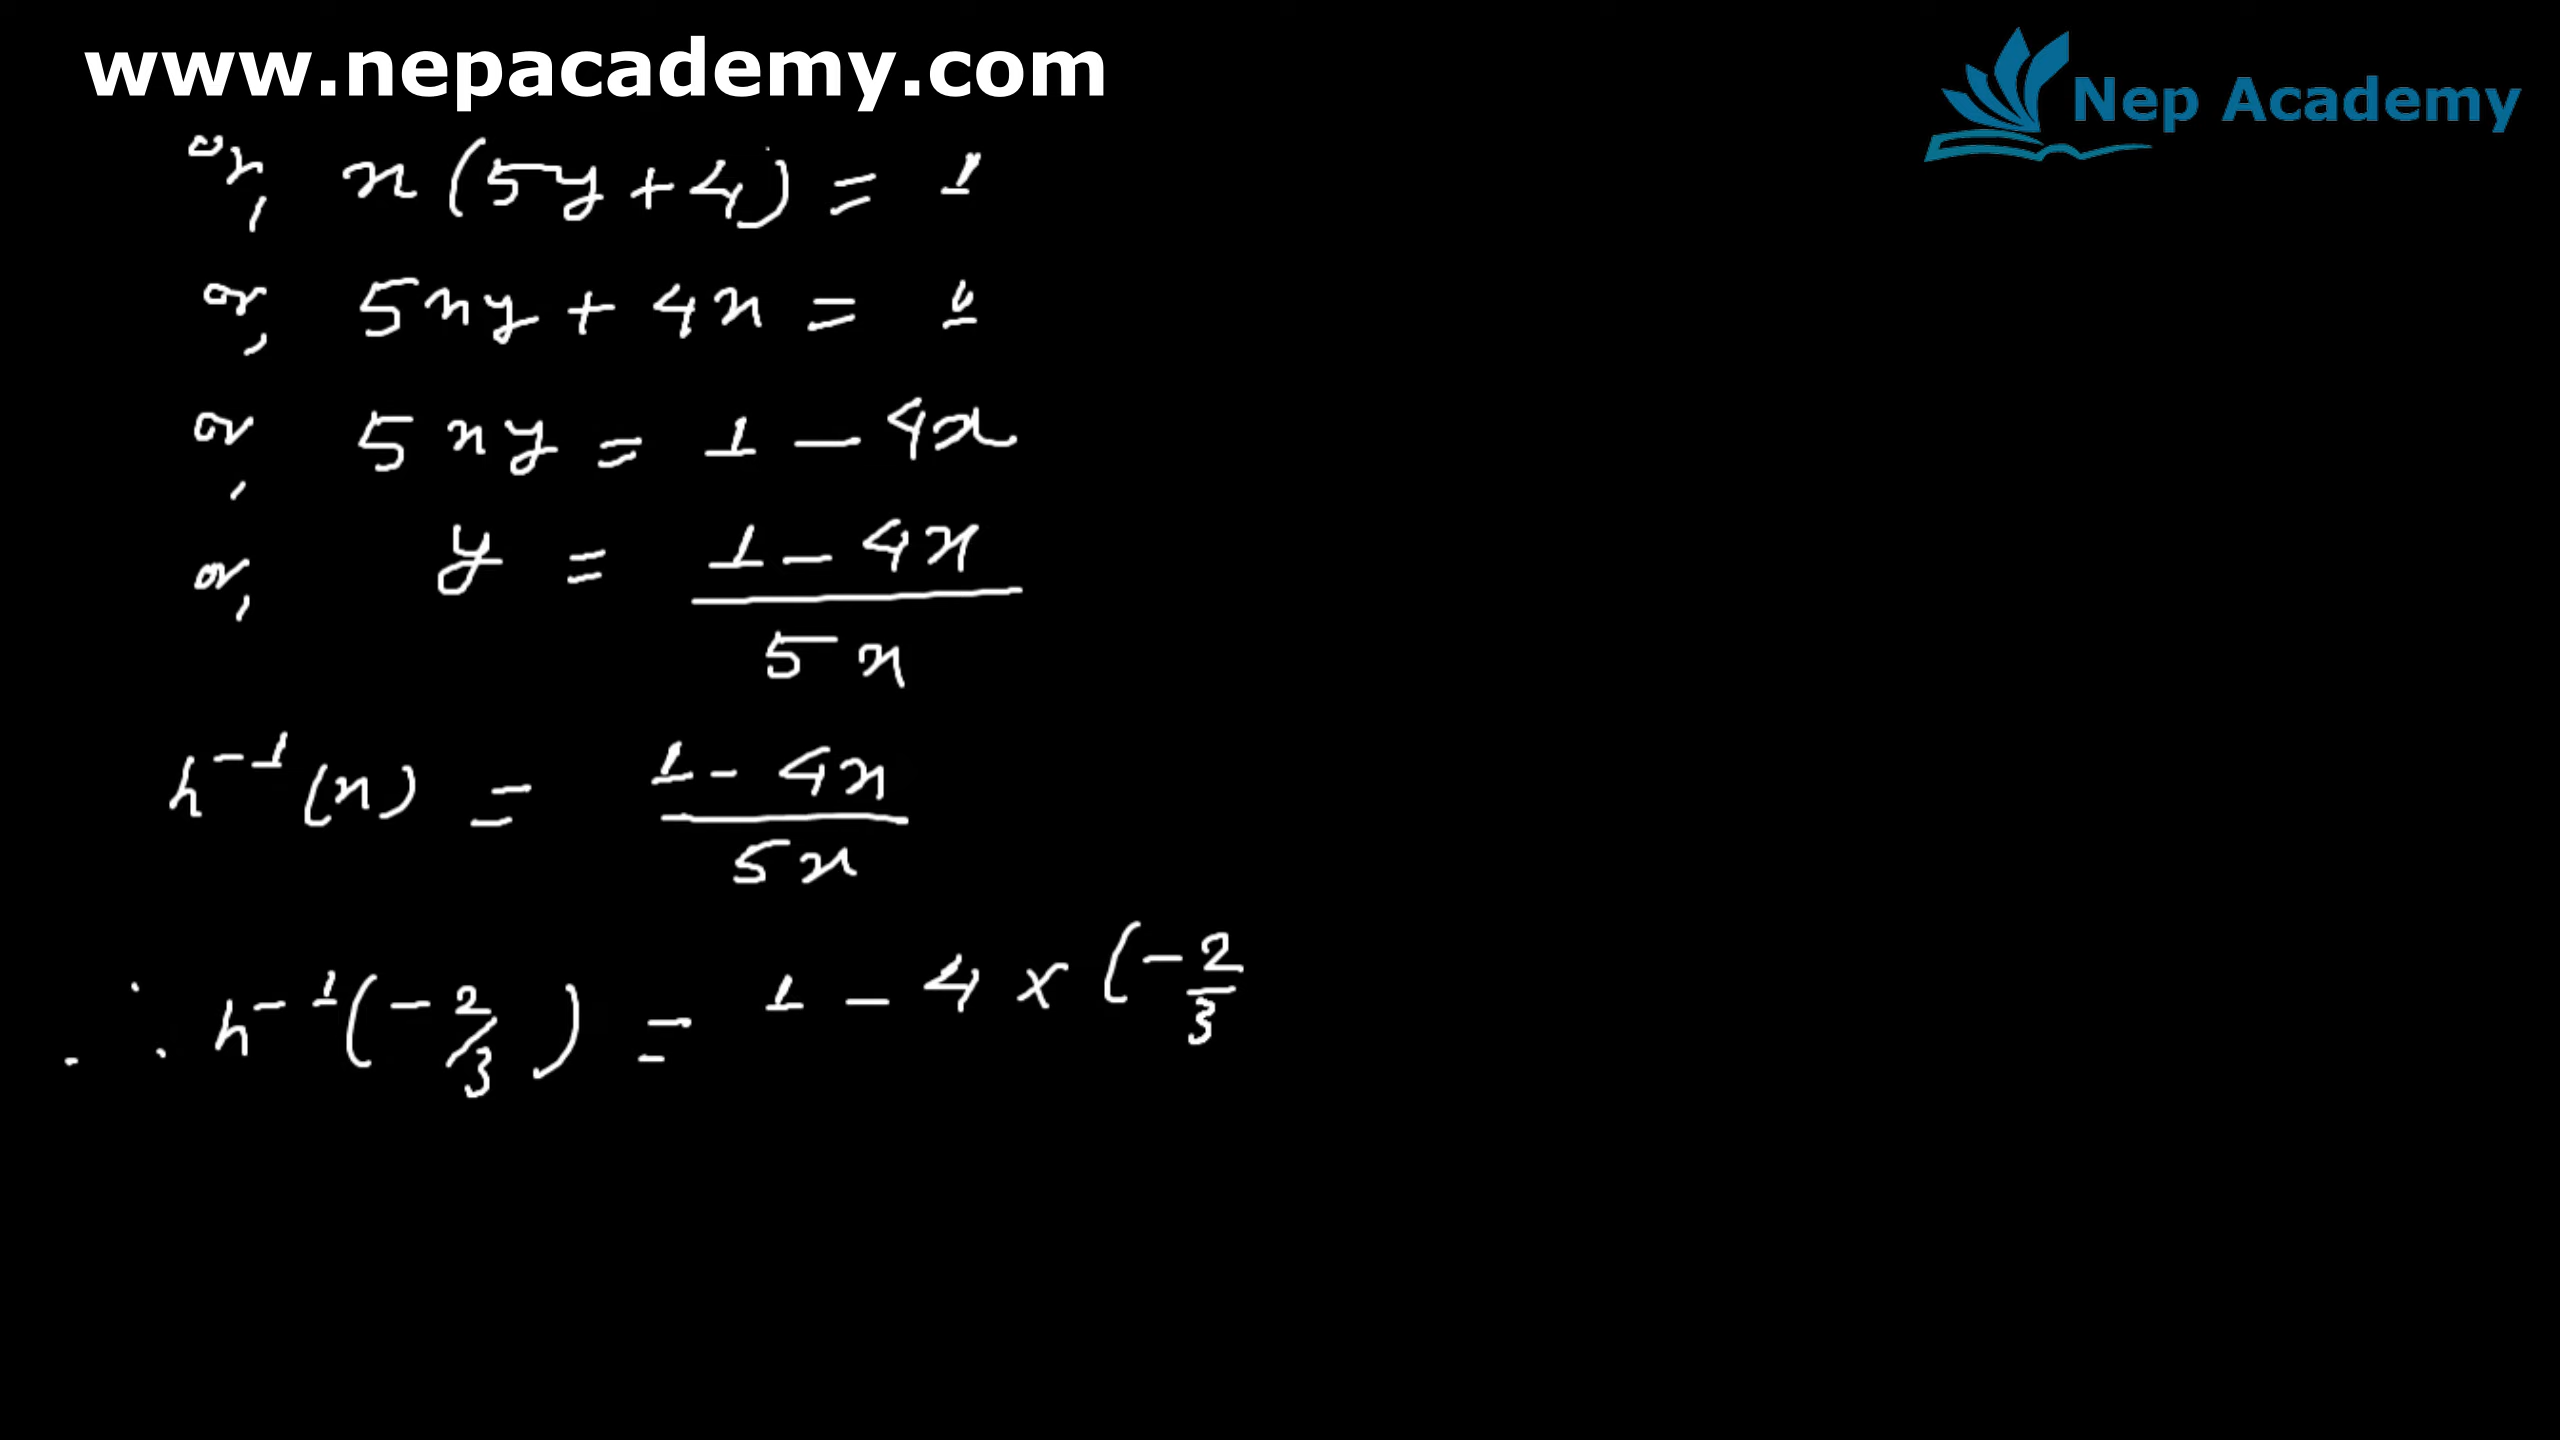 www.nepacademy.com
Nep Academy
or, x(5y+4) = 1
or, 5xy + 4x = 1
or, 5xy = 1 - 4x
or, y = (1 - 4x)/(5x)
h⁻¹(x) = (1 - 4x)/(5x)
∴ h⁻¹(-2/3) = 1 - 4 × (-2/3